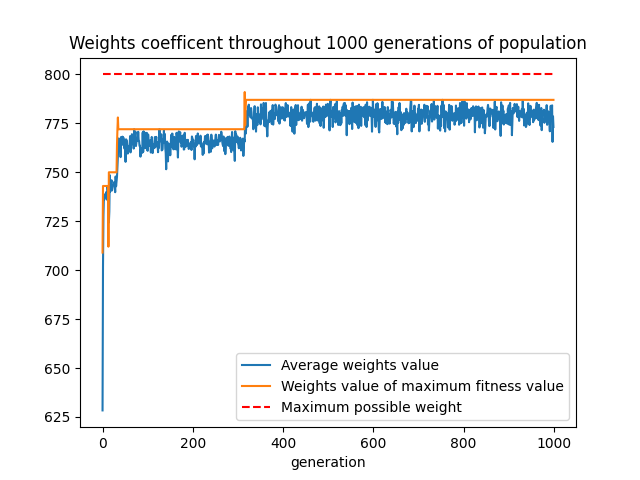 Weights coefficent throughout 1000 generations of population
800
775
750
725
700
675
650
625
Average weights value
Weights value of maximum fitness value
Maximum possible weight
0 200 400 600 800 1000
generation